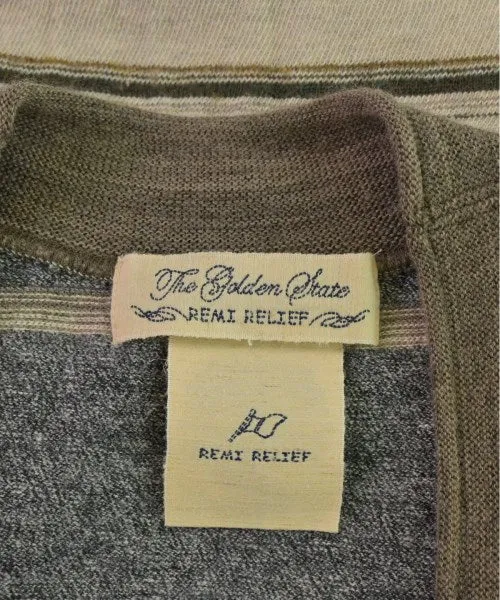 The Golden State
REMI RELIEF
REMI RELIEF